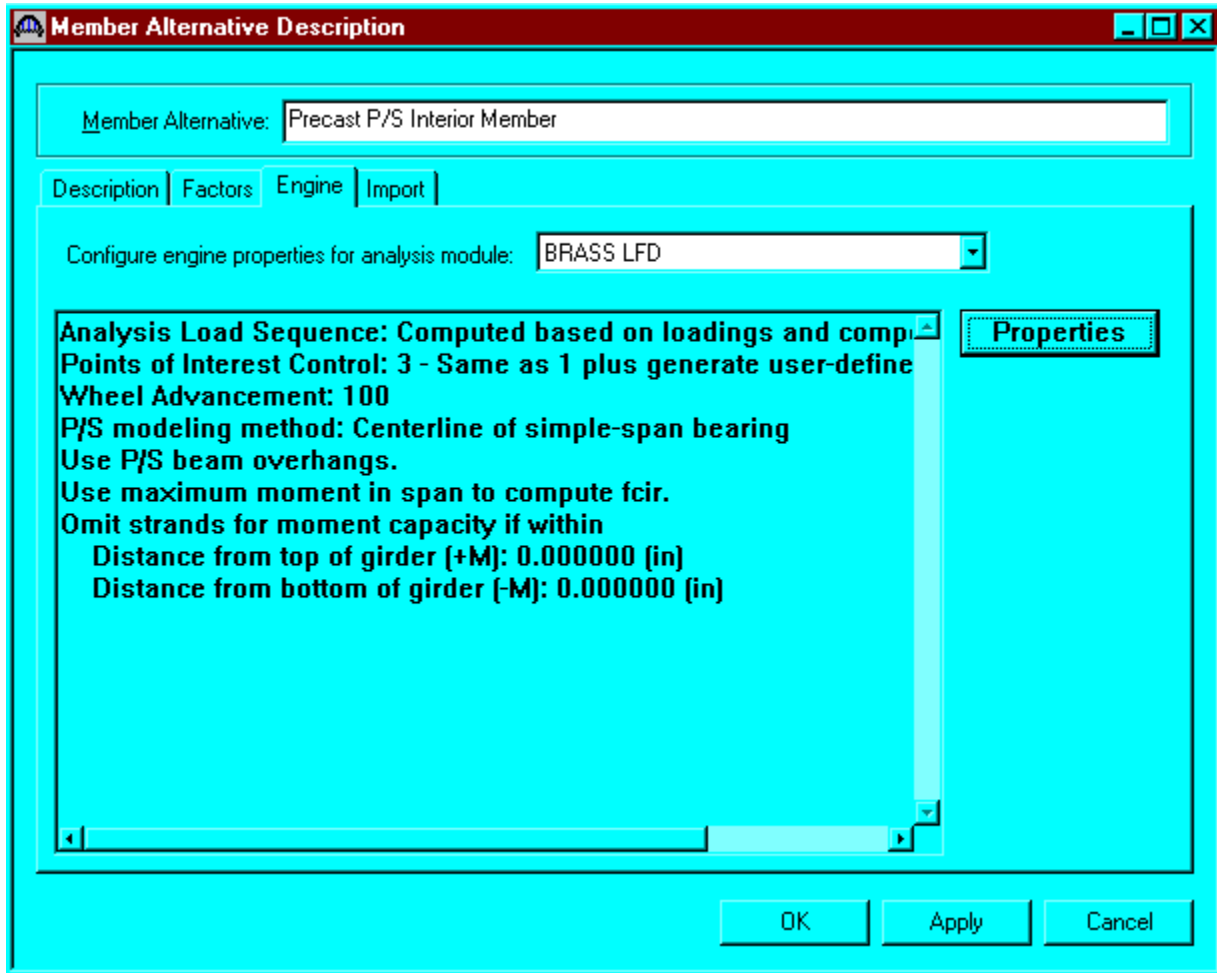 Member Alternative Description
Member Alternative: Precast P/S Interior Member
Description Factors Engine Import
Configure engine properties for analysis module: BRASS LFD
Analysis Load Sequence: Computed based on loadings and
Points of Interest Control: 3 - Same as 1 plus generate user-define
Wheel Advancement: 100
P/S modeling method: Centerline of simple-span bearing
Use P/S beam overhangs.
Use maximum moment in span to compute fcir.
Omit strands for moment capacity if within
Distance from top of girder (+M): 0.000000 (in)
Distance from bottom of girder (-M): 0.000000 (in)
Properties
OK Apply Cancel